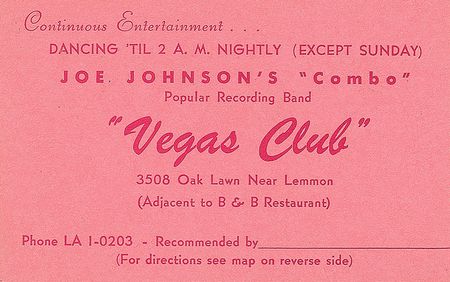 Continuous Entertainment . . .
DANCING 'TIL 2 A. M. NIGHTLY (EXCEPT SUNDAY)
JOE JOHNSON'S "Combo"
Popular Recording Band
"Vegas Club"
3508 Oak Lawn Near Lemmon
(Adjacent to B & B Restaurant)
Phone LA 1-0203 - Recommended by
(For directions see map on reverse side)